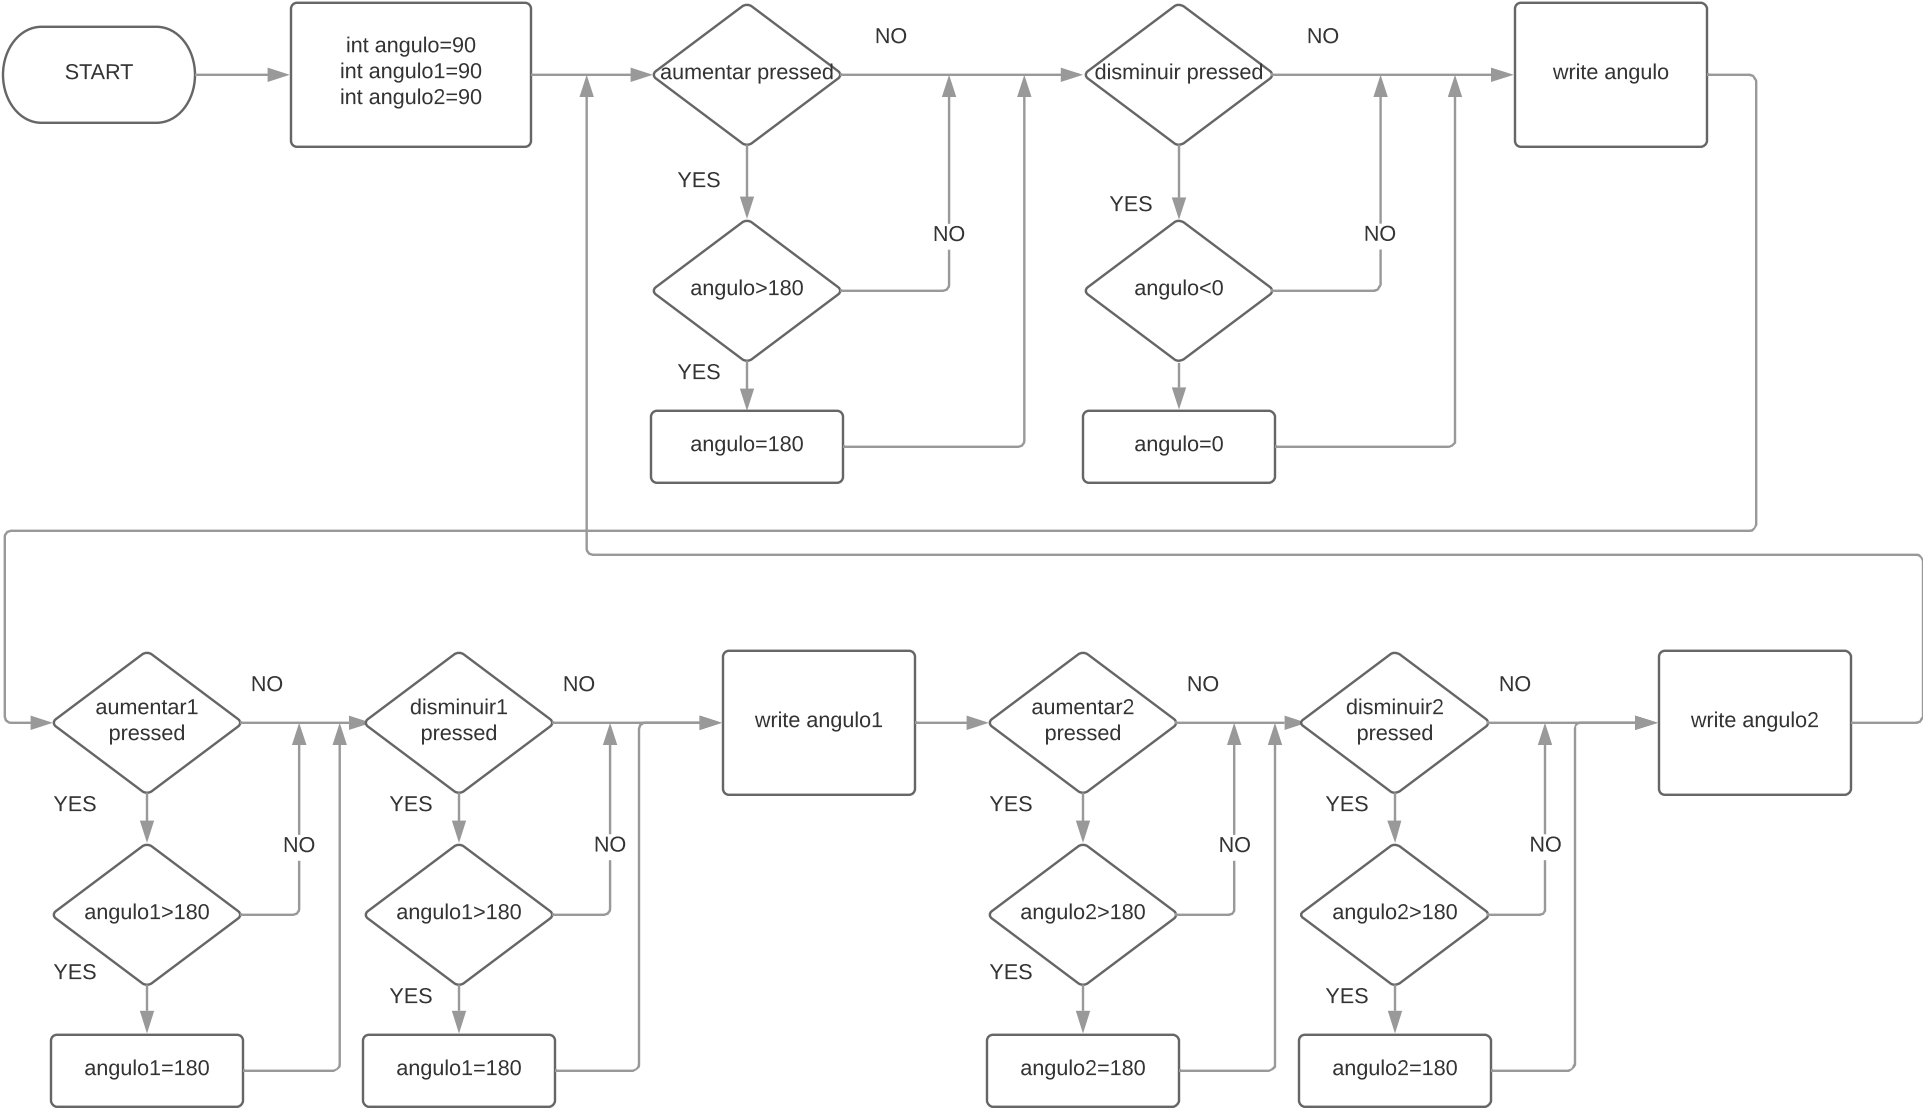 START
int angulo=90
int angulo1=90
int angulo2=90
aumentar pressed
NO
disminuir pressed
NO
write angulo
YES
YES
angulo>180
NO
angulo<0
NO
YES
angulo=180
angulo=0
aumentar1
pressed
NO
disminuir1
pressed
NO
write angulo1
aumentar2
pressed
NO
disminuir2
pressed
NO
write angulo2
YES
YES
YES
YES
NO
NO
NO
NO
angulo1>180
angulo1>180
angulo2>180
angulo2>180
YES
YES
YES
YES
angulo1=180
angulo1=180
angulo2=180
angulo2=180